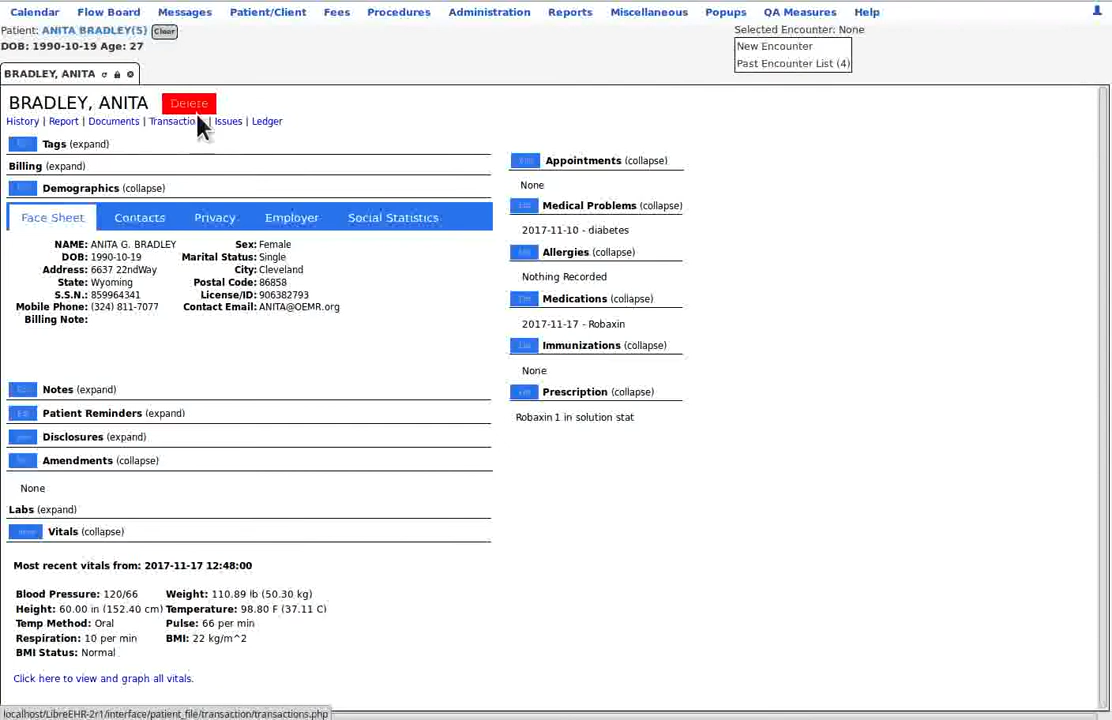 Calendar Flow Board Messages Patient/Client Fees Procedures Administration Reports Miscellaneous Popups QA Measures Help
Patient: ANITA BRADLEY(5) Clear
DOB: 1990-10-19 Age: 27
Selected Encounter: None
New Encounter
Past Encounter List (4)
BRADLEY, ANITA
BRADLEY, ANITA Delete
History | Report | Documents | Transactions | Issues | Ledger
Tags (expand)
Billing (expand)
Demographics (collapse)
Face Sheet Contacts Privacy Employer Social Statistics
NAME: ANITA G. BRADLEY Sex: Female
DOB: 1990-10-19 Marital Status: Single
Address: 6637 22ndWay City: Cleveland
State: Wyoming Postal Code: 86858
S.S.N.: 859964341 License/ID: 906382793
Mobile Phone: (324) 811-7077 Contact Email: ANITA@OEMR.org
Billing Note:
Notes (expand)
Patient Reminders (expand)
Disclosures (expand)
Amendments (collapse)
None
Labs (expand)
Vitals (collapse)
Most recent vitals from: 2017-11-17 12:48:00
Blood Pressure: 120/66 Weight: 110.89 lb (50.30 kg)
Height: 60.00 in (152.40 cm) Temperature: 98.80 F (37.11 C)
Temp Method: Oral Pulse: 66 per min
Respiration: 10 per min BMI: 22 kg/m^2
BMI Status: Normal
Click here to view and graph all vitals.
Appointments (collapse)
None
Medical Problems (collapse)
2017-11-10 - diabetes
Allergies (collapse)
Nothing Recorded
Medications (collapse)
2017-11-17 - Robaxin
Immunizations (collapse)
None
Prescription (collapse)
Robaxin 1 in solution stat
localhost/LibreEHR-2r1/interface/patient_file/transaction/transactions.php